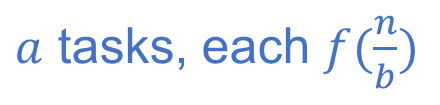 a tasks, each f(n/b)